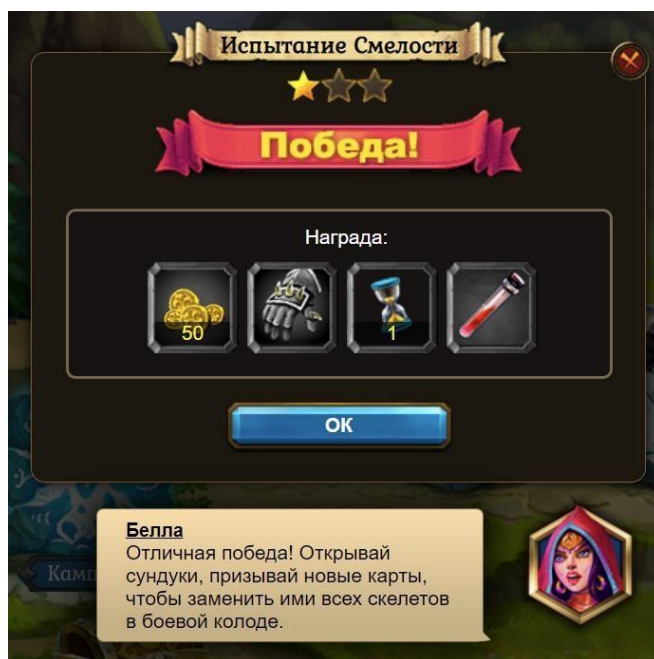 Испытание Смелости
Победа!
Награда:
50
1
ОК
Белла
Отличная победа! Открывай
сундуки, призывай новые карты,
чтобы заменить ими всех скелетов
в боевой колоде.